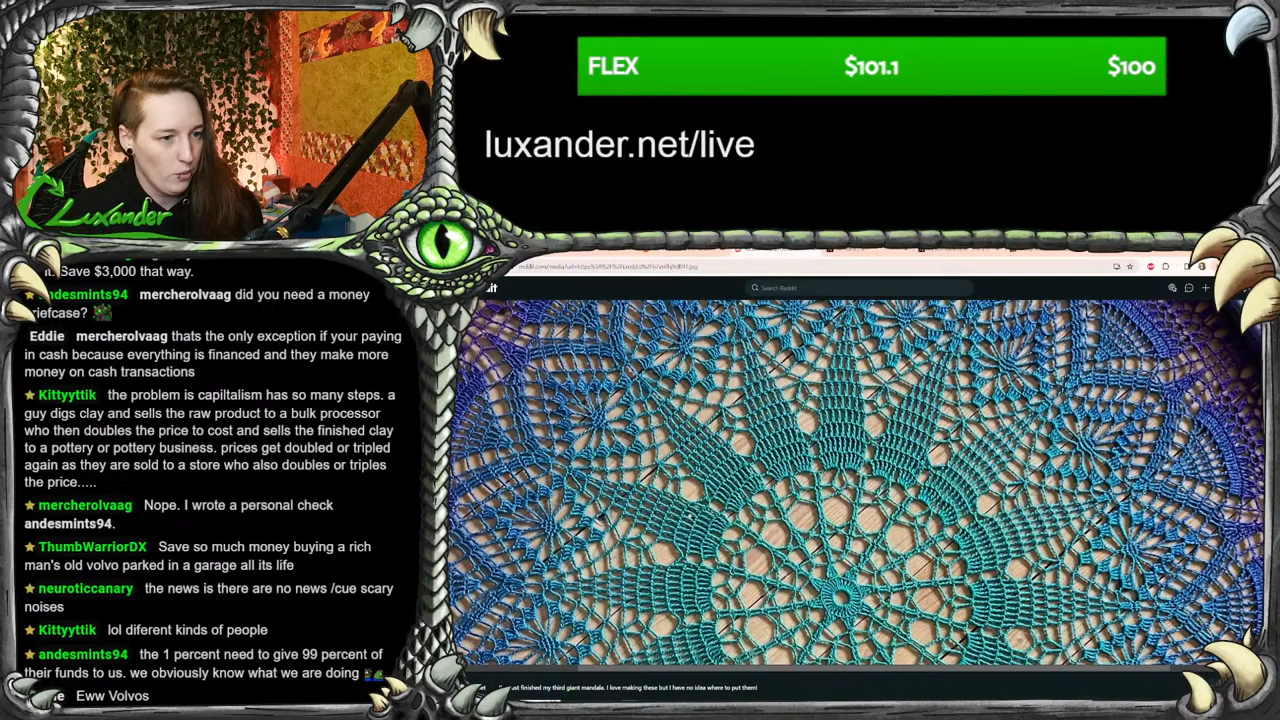 FLEX $101.1 $100
luxander.net/live
Luxander
it. Save $3,000 that way.
andesmints94 mercherolvaag did you need a money
briefcase?
Eddie mercherolvaag thats the only exception if your paying
in cash because everything is financed and they make more
money on cash transactions
Kittyyttik the problem is capiltalism has so many steps. a
guy digs clay and sells the raw product to a bulk processor
who then doubles the price to cost and sells the finished clay
to a pottery or pottery business. prices get doubled or tripled
again as they are sold to a store who also doubles or triples
the price.....
mercherolvaag Nope. I wrote a personal check
andesmints94.
ThumbWarriorDX Save so much money buying a rich
man's old volvo parked in a garage all its life
neuroticcanary the news is there are no news /cue scary
noises
Kittyyttik lol diferent kinds of people
andesmints94 the 1 percent need to give 99 percent of
their funds to us. we obviously know what we are doing
Eww Volvos
Search Reddit
just finished my third giant mandala. I love making these but I have no idea where to put them!